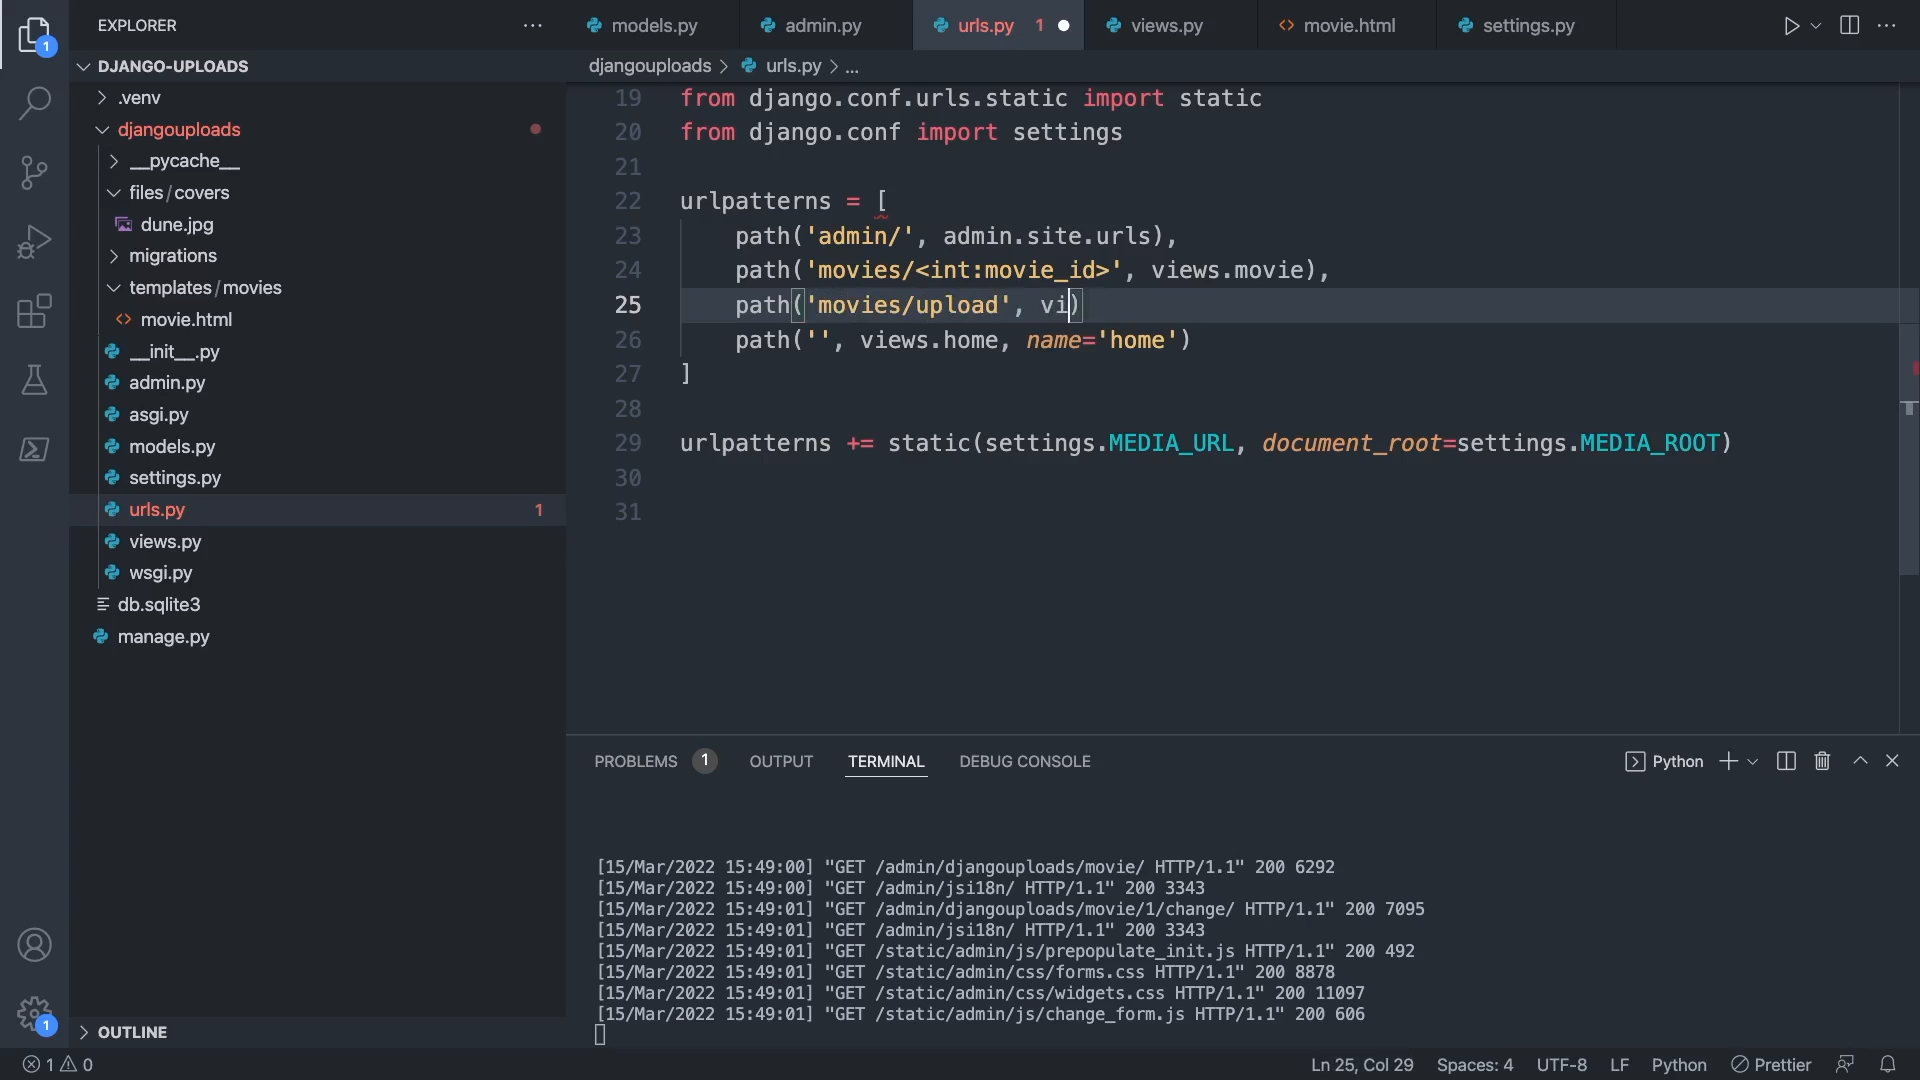 EXPLORER
models.py
admin.py
urls.py 1
views.py
movie.html
settings.py
1
DJANGO-UPLOADS
.venv
djangouploads
__pycache__
files/covers
dune.jpg
migrations
templates/movies
movie.html
__init__.py
admin.py
asgi.py
models.py
settings.py
urls.py 1
views.py
wsgi.py
db.sqlite3
manage.py
OUTLINE
1
djangouploads > urls.py > ...
19 from django.conf.urls.static import static
20 from django.conf import settings
21
22 urlpatterns = [
23 path('admin/', admin.site.urls),
24 path('movies/<int:movie_id>', views.movie),
25 path('movies/upload', vi)
26 path('', views.home, name='home')
27 ]
28
29 urlpatterns += static(settings.MEDIA_URL, document_root=settings.MEDIA_ROOT)
30
31
PROBLEMS 1 OUTPUT TERMINAL DEBUG CONSOLE
Python
[15/Mar/2022 15:49:00] "GET /admin/djangouploads/movie/ HTTP/1.1" 200 6292
[15/Mar/2022 15:49:00] "GET /admin/jsi18n/ HTTP/1.1" 200 3343
[15/Mar/2022 15:49:01] "GET /admin/djangouploads/movie/1/change/ HTTP/1.1" 200 7095
[15/Mar/2022 15:49:01] "GET /admin/jsi18n/ HTTP/1.1" 200 3343
[15/Mar/2022 15:49:01] "GET /static/admin/js/prepopulate_init.js HTTP/1.1" 200 492
[15/Mar/2022 15:49:01] "GET /static/admin/css/forms.css HTTP/1.1" 200 8878
[15/Mar/2022 15:49:01] "GET /static/admin/css/widgets.css HTTP/1.1" 200 11097
[15/Mar/2022 15:49:01] "GET /static/admin/js/change_form.js HTTP/1.1" 200 606
1 0
Ln 25, Col 29 Spaces: 4 UTF-8 LF Python Prettier